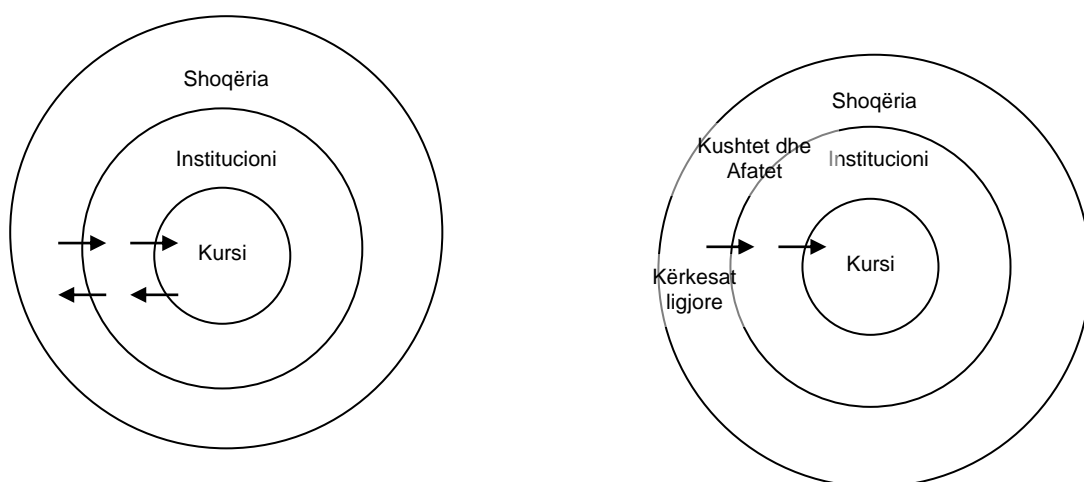 Shoqëria
Institucioni
Kursi
Shoqëria
Kushtet dhe
Afatet
Institucioni
Kursi
Kërkesat
ligjore